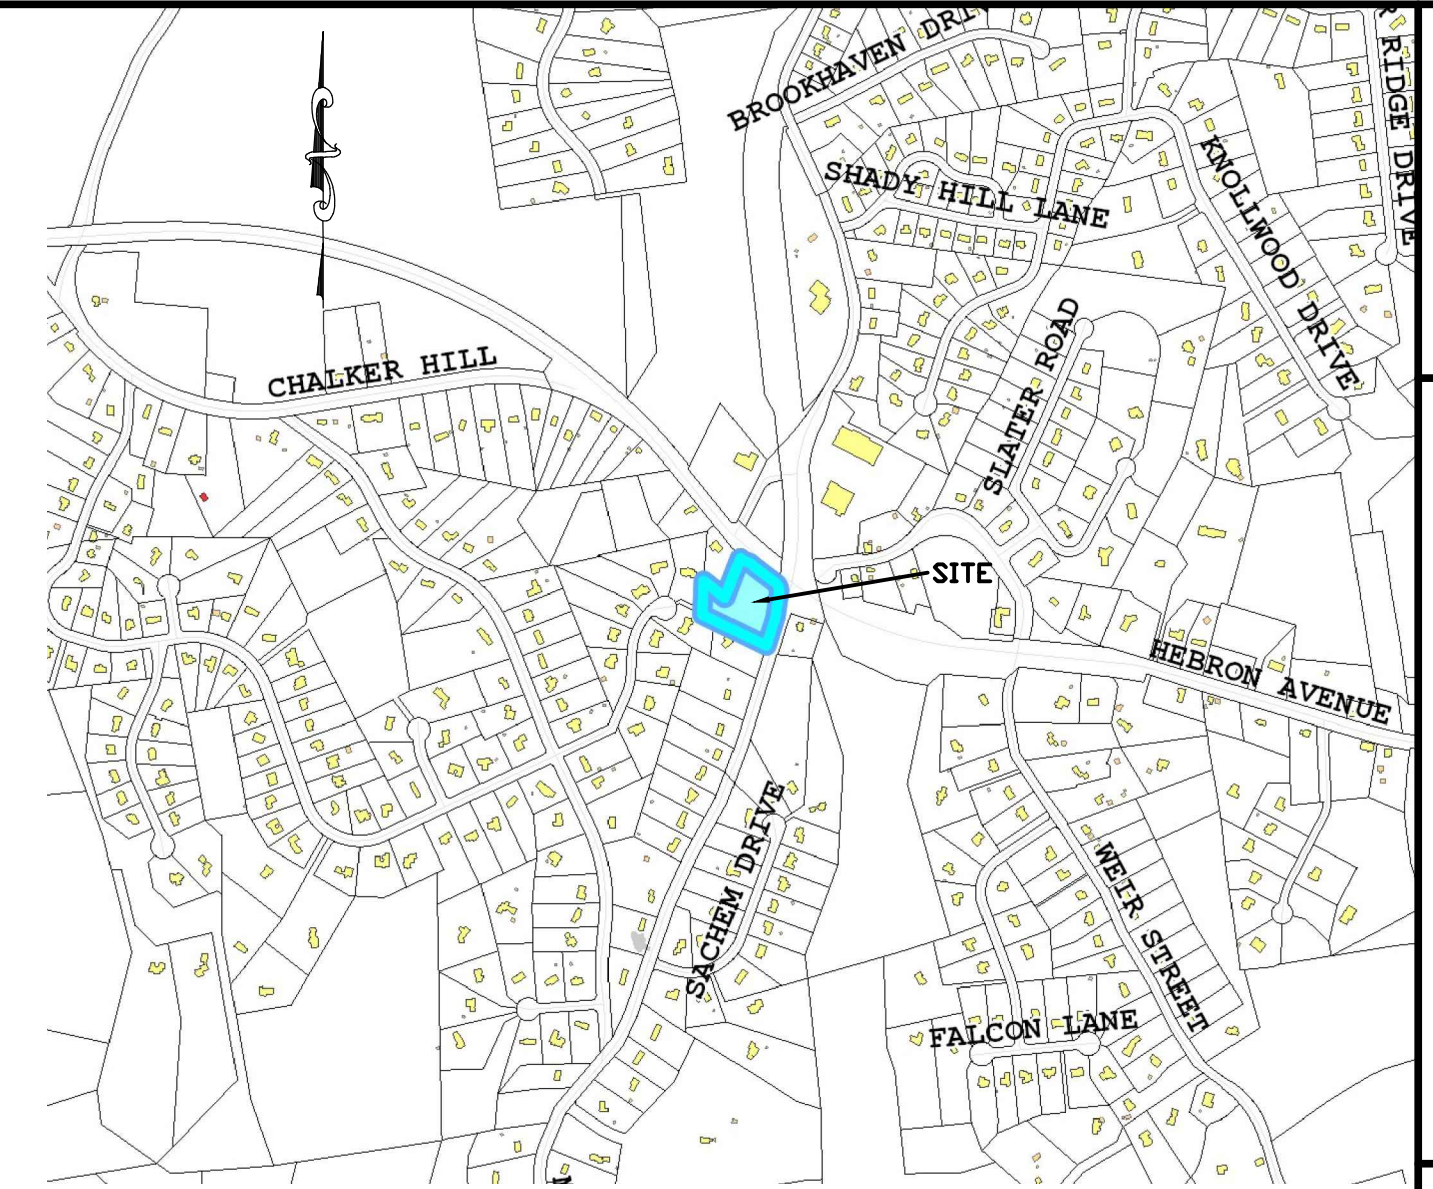 BROOKHAVEN
RIDGE DRIVE
SHADY HILL LANE
KNOLLWOOD DRIVE
SLATER ROAD
CHALKER HILL
SITE
HEBRON AVENUE
SACHEM DRIVE
WEIR STREET
FALCON LANE